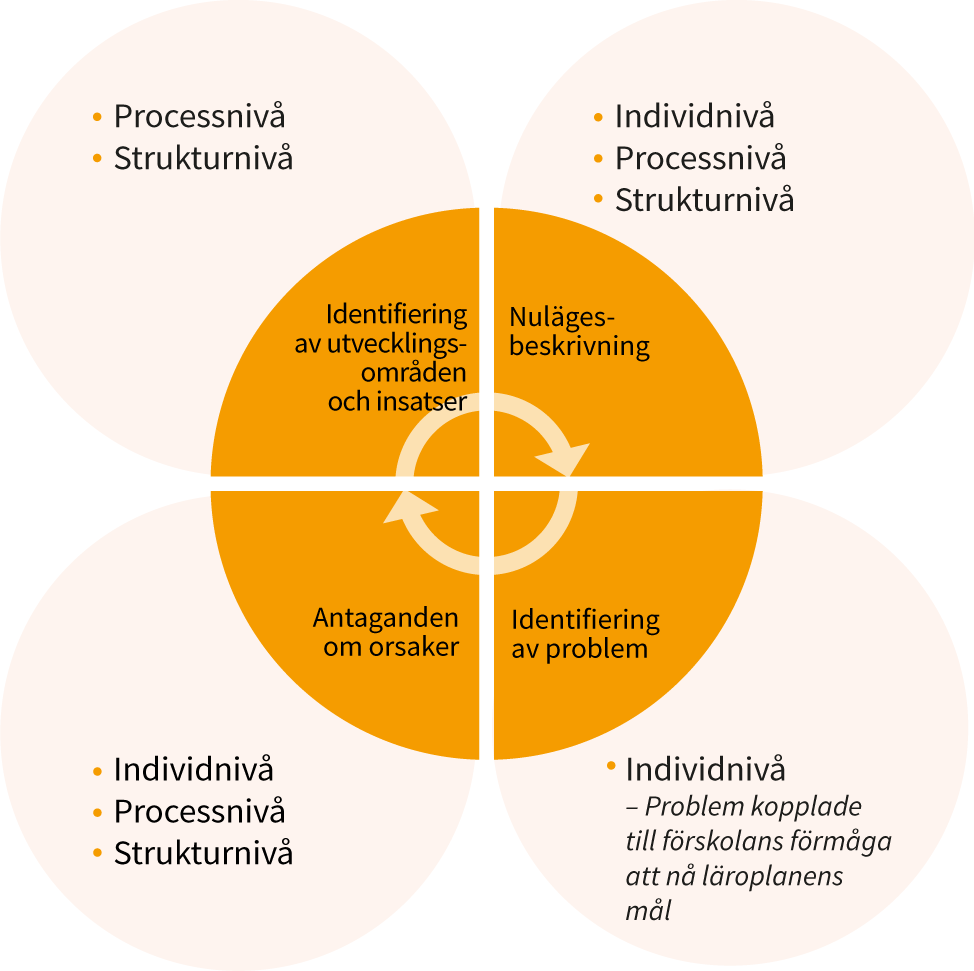 • Processnivå
• Strukturnivå
• Individnivå
• Processnivå
• Strukturnivå
Identifiering
av utvecklings-
områden
och insatser
Nuläges-
beskrivning
Antaganden
om orsaker
Identifiering
av problem
• Individnivå
• Processnivå
• Strukturnivå
• Individnivå
– Problem kopplade
till förskolans förmåga
att nå läroplanens
mål